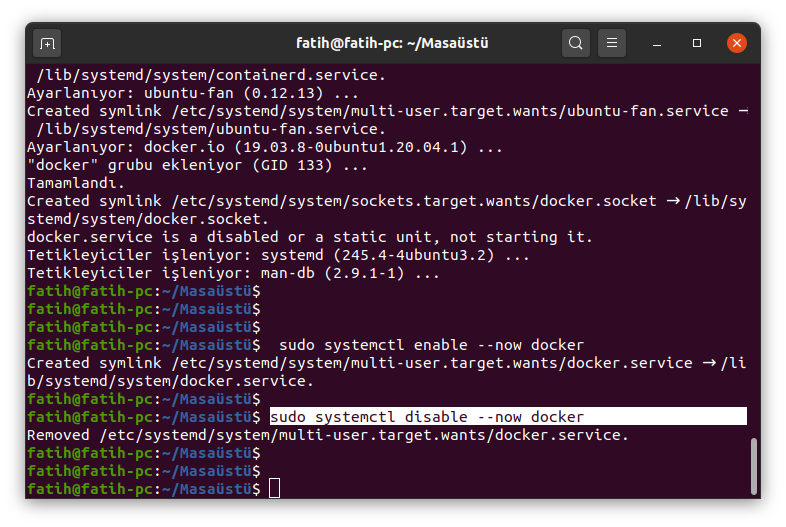 fatih@fatih-pc: ~/Masaüstü
/lib/systemd/system/containerd.service.
Ayarlanıyor: ubuntu-fan (0.12.13) ...
Created symlink /etc/systemd/system/multi-user.target.wants/ubuntu-fan.service →
/lib/systemd/system/ubuntu-fan.service.
Ayarlanıyor: docker.io (19.03.8-0ubuntu1.20.04.1) ...
"docker" grubu ekleniyor (GID 133) ...
Tamamlandı.
Created symlink /etc/systemd/system/sockets.target.wants/docker.socket → /lib/sy
stemd/system/docker.socket.
docker.service is a disabled or a static unit, not starting it.
Tetikleyiciler işleniyor: systemd (245.4-4ubuntu3.2) ...
Tetikleyiciler işleniyor: man-db (2.9.1-1) ...
fatih@fatih-pc:~/Masaüstü$
fatih@fatih-pc:~/Masaüstü$
fatih@fatih-pc:~/Masaüstü$
fatih@fatih-pc:~/Masaüstü$  sudo systemctl enable --now docker
Created symlink /etc/systemd/system/multi-user.target.wants/docker.service → /li
b/systemd/system/docker.service.
fatih@fatih-pc:~/Masaüstü$
fatih@fatih-pc:~/Masaüstü$ sudo systemctl disable --now docker
Removed /etc/systemd/system/multi-user.target.wants/docker.service.
fatih@fatih-pc:~/Masaüstü$
fatih@fatih-pc:~/Masaüstü$
fatih@fatih-pc:~/Masaüstü$